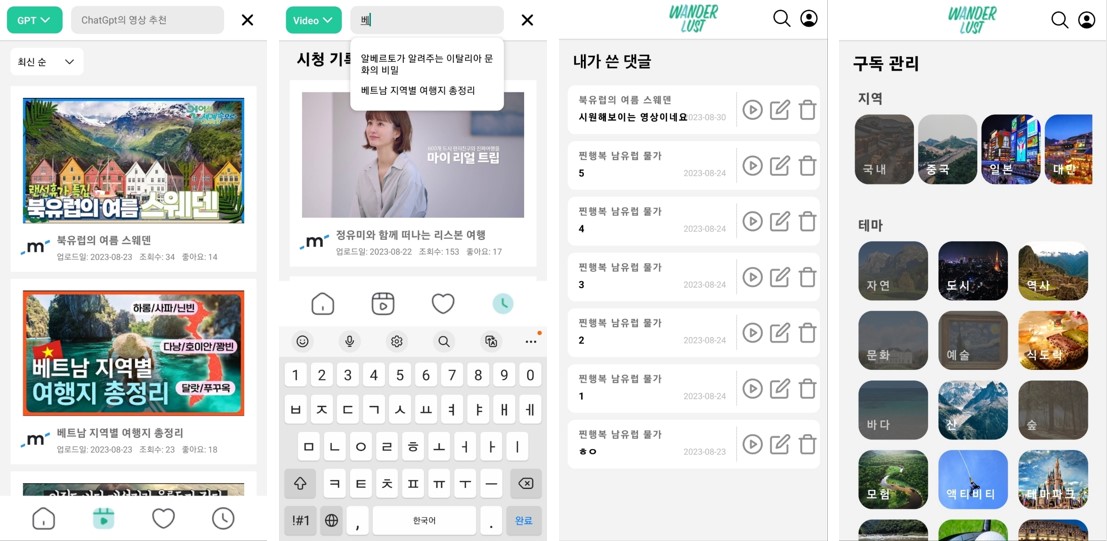 GPT
ChatGpt의 영상 추천
최신 순
랜선휴가 특집
북유럽의 여름 스웨덴
북유럽의 여름 스웨덴
업로드일: 2023-08-23 조회수: 34 좋아요: 14
하롱/사파/닌빈
다낭/호이안/꽝빈
달랏/푸꾸옥
베트남 지역별
여행지 총정리
베트남 지역별 여행지 총정리
업로드일: 2023-08-23 조회수: 23 좋아요: 18
Video
베
시청 기록
알베르토가 알려주는 이탈리아 문
화의 비밀
베트남 지역별 여행지 총정리
마이 리얼 트립
정유미와 함께 떠나는 리스본 여행
업로드일: 2023-08-22 조회수: 153 좋아요: 17
1 2 3 4 5 6 7 8 9 0
ㅂ ㅈ ㄷ ㄱ ㅅ ㅛ ㅕ ㅑ ㅐ ㅔ
ㅁ ㄴ ㅇ ㄹ ㅎ ㅗ ㅓ ㅏ ㅣ
ㅋ ㅌ ㅊ ㅍ ㅠ ㅜ ㅡ
!#1 , 한국어 . 완료
WANDER
LUST
내가 쓴 댓글
북유럽의 여름 스웨덴
시원해보이는 영상이네요 2023-08-30
찐행복 남유럽 물가
5 2023-08-24
찐행복 남유럽 물가
4 2023-08-24
찐행복 남유럽 물가
3 2023-08-24
찐행복 남유럽 물가
2 2023-08-24
찐행복 남유럽 물가
1 2023-08-24
찐행복 남유럽 물가
ㅎㅇ 2023-08-23
WANDER
LUST
구독 관리
지역
국내 중국 일본 대만
테마
자연 도시 역사
문화 예술 식도락
바다 산 숲
모험 액티비티 테마파크